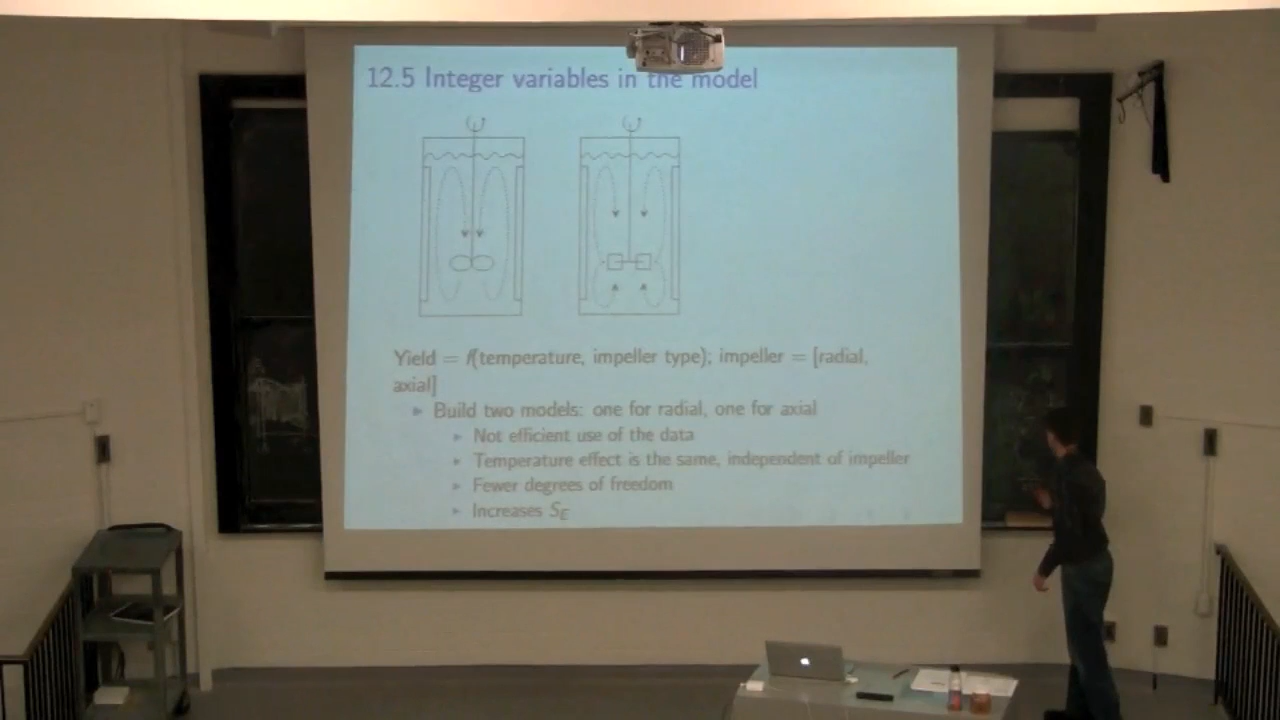 12.5 Integer variables in the model
Yield = f(temperature, impeller type); impeller = [radial,
axial]
Build two models: one for radial, one for axial
Not efficient use of the data
Temperature effect is the same, independent of impeller
Fewer degrees of freedom
Increases S_E